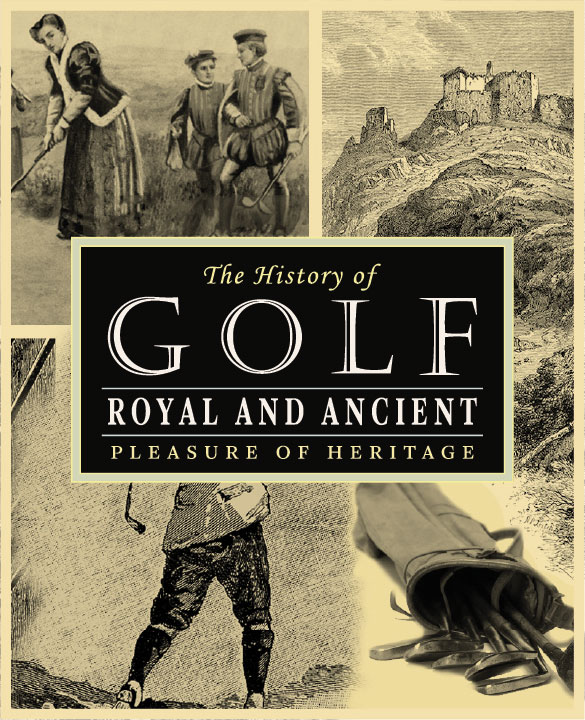 The History of
GOLF
ROYAL AND ANCIENT
PLEASURE OF HERITAGE